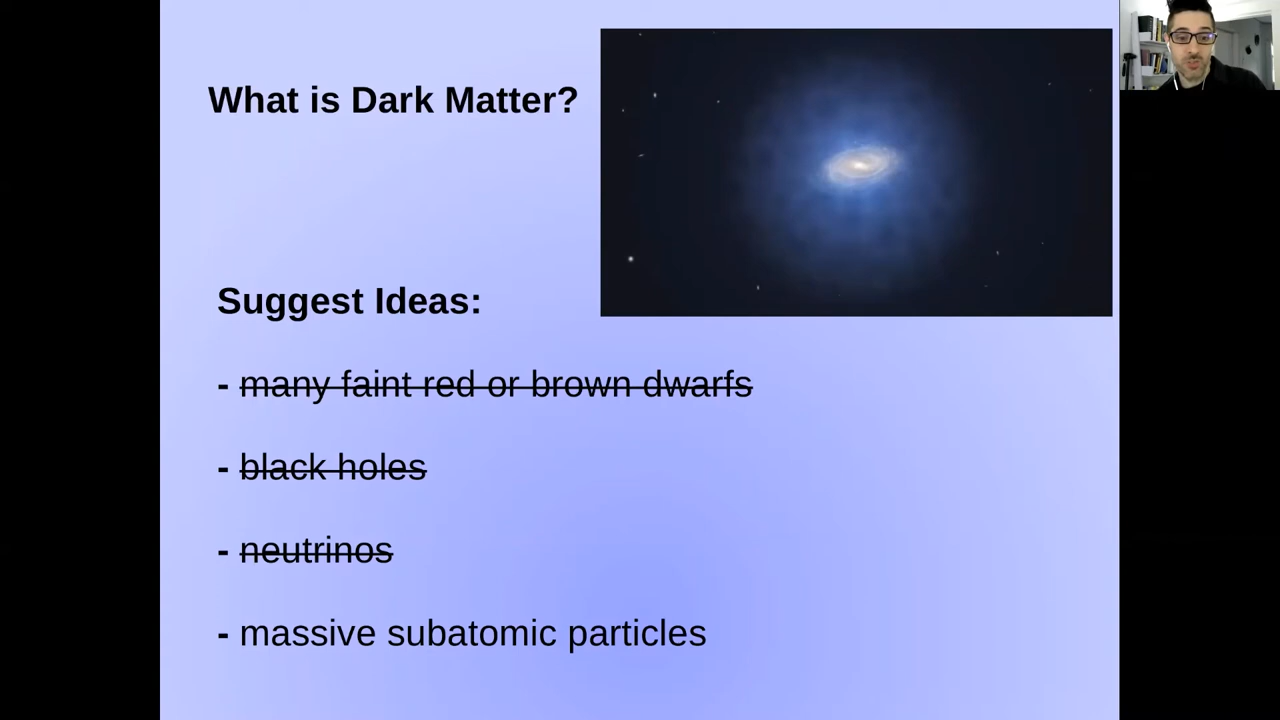 What is Dark Matter?
Suggest Ideas:
- many faint red or brown dwarfs
- black holes
- neutrinos
- massive subatomic particles